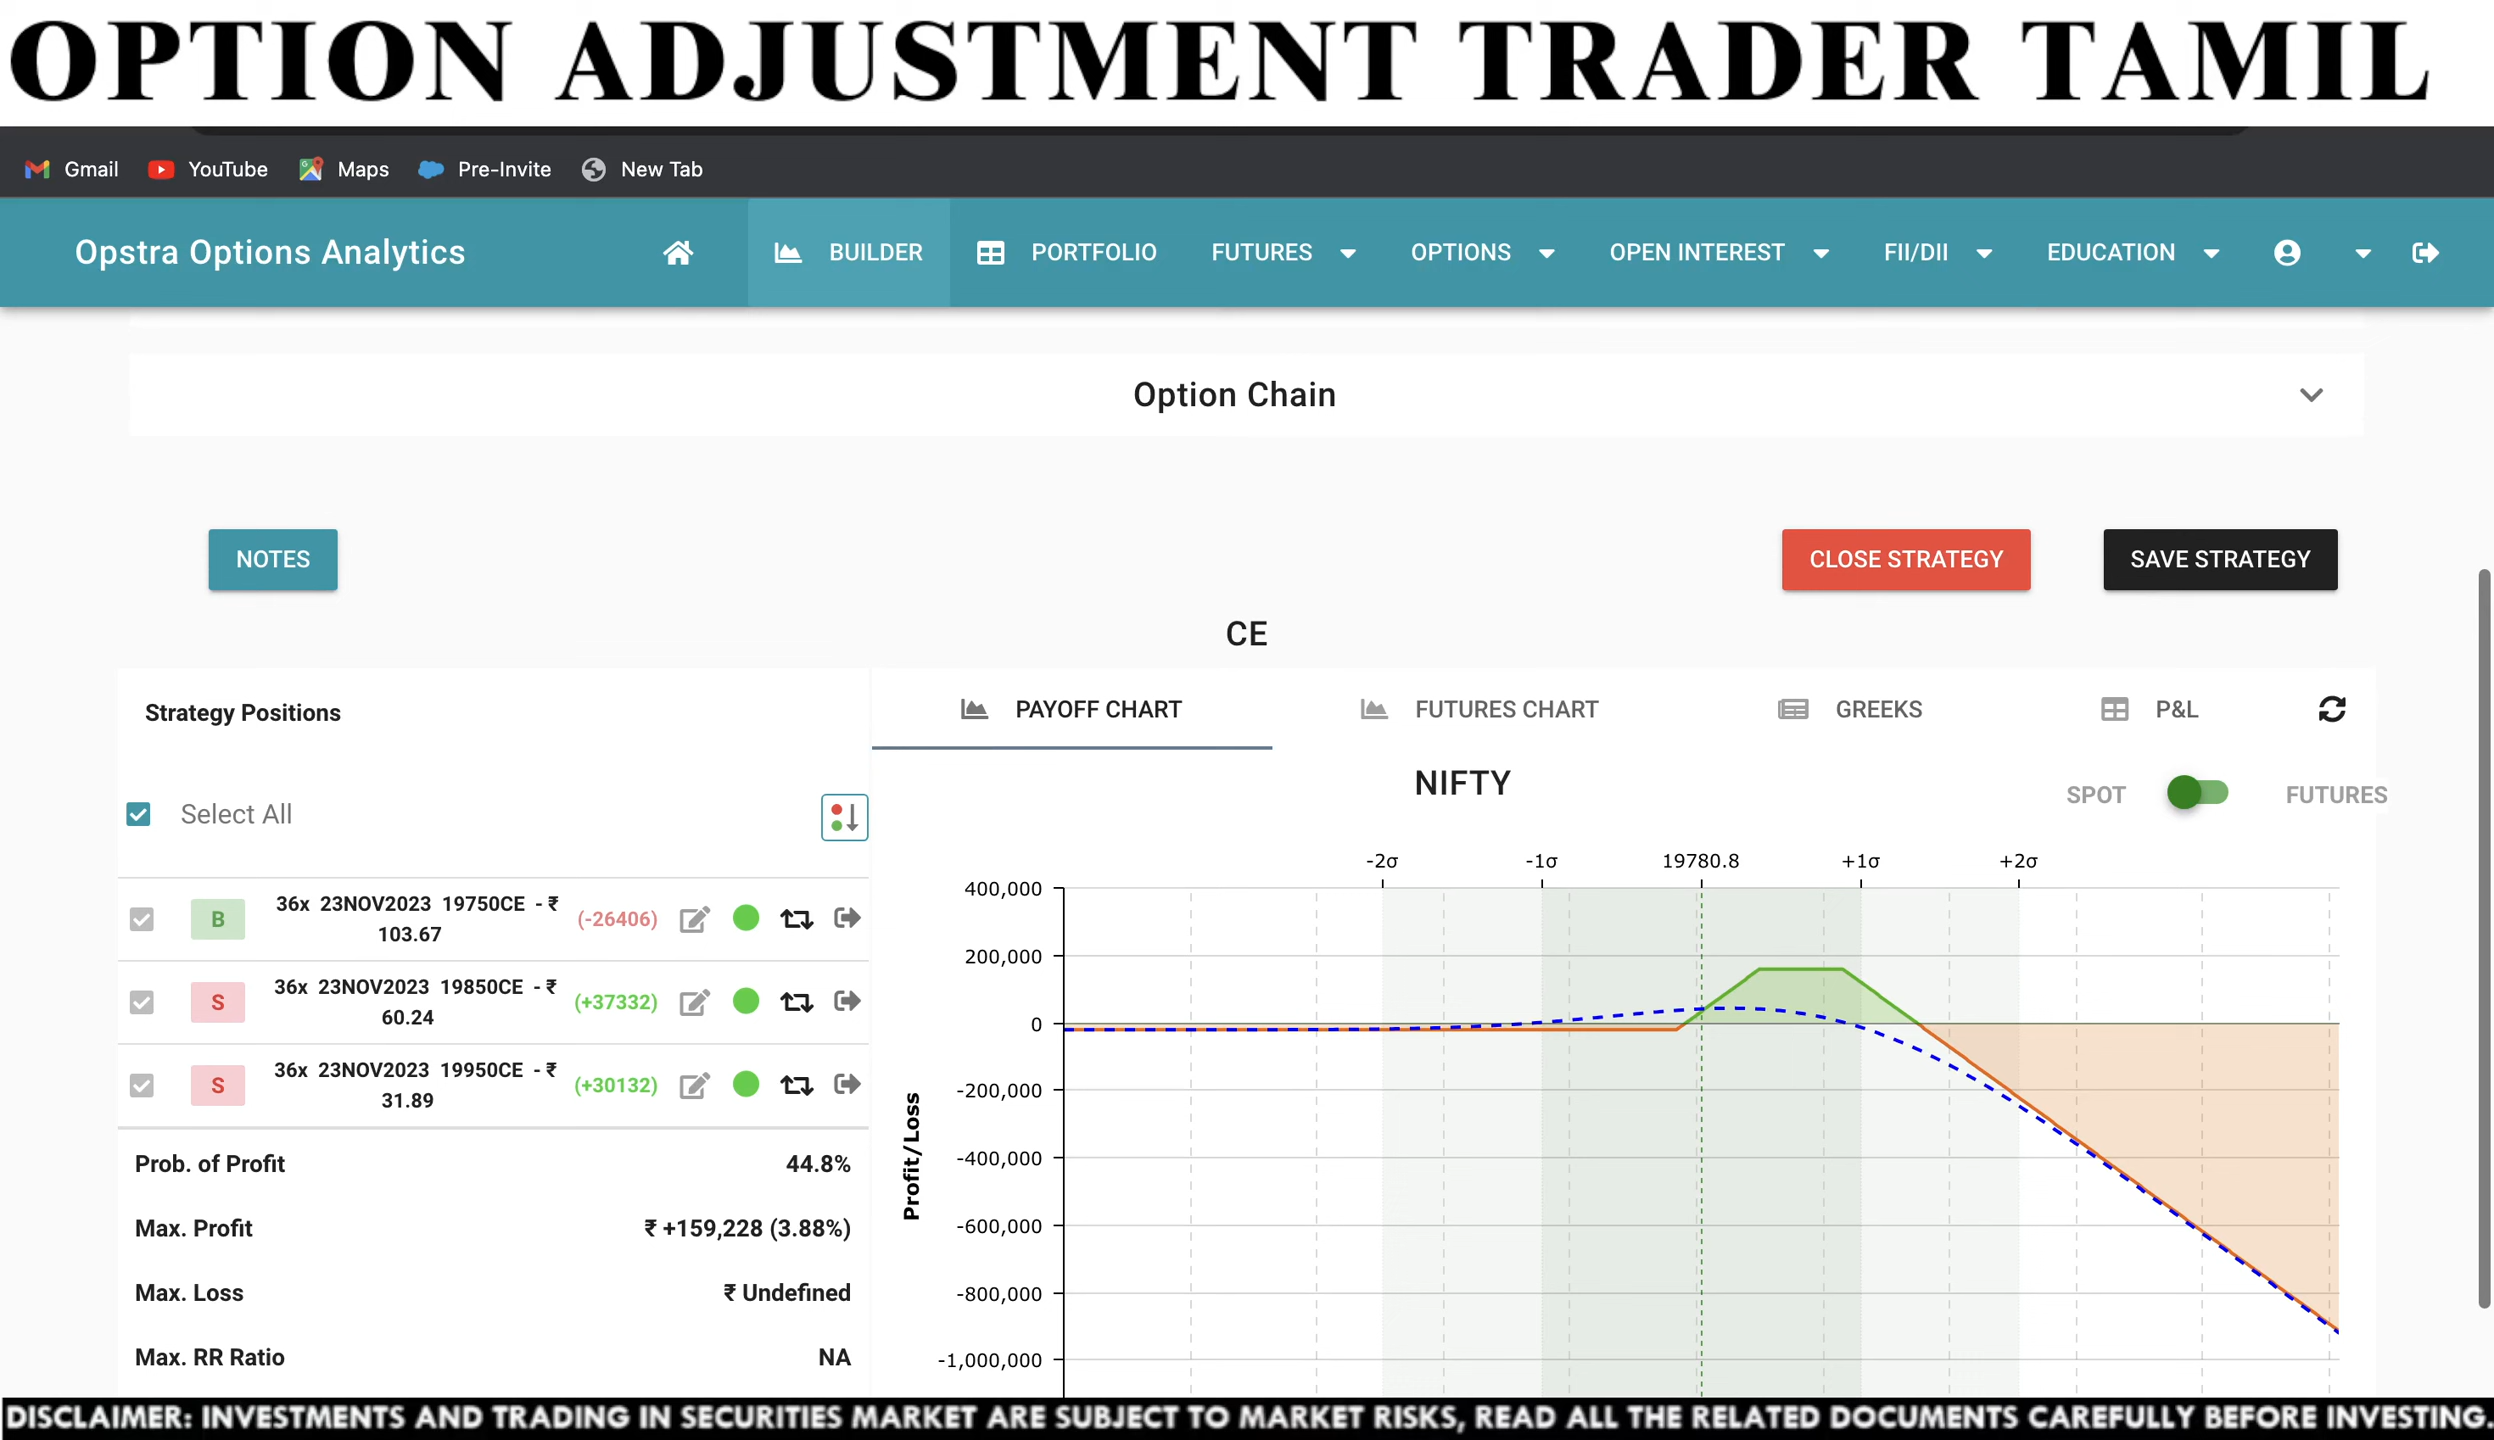 OPTION ADJUSTMENT TRADER TAMIL
Gmail YouTube Maps Pre-Invite New Tab
Opstra Options Analytics BUILDER PORTFOLIO FUTURES OPTIONS OPEN INTEREST FII/DII EDUCATION
Option Chain
NOTES CLOSE STRATEGY SAVE STRATEGY
CE
Strategy Positions
Select All
B 36x 23NOV2023 19750CE - ₹ (-26406)
103.67
S 36x 23NOV2023 19850CE - ₹ (+37332)
60.24
S 36x 23NOV2023 19950CE - ₹ (+30132)
31.89
Prob. of Profit 44.8%
Max. Profit ₹ +159,228 (3.88%)
Max. Loss ₹ Undefined
Max. RR Ratio NA
PAYOFF CHART FUTURES CHART GREEKS P&L
NIFTY
SPOT FUTURES
-2σ -1σ 19780.8 +1σ +2σ
400,000
200,000
0
-200,000
-400,000
-600,000
-800,000
-1,000,000
Profit/Loss
DISCLAIMER: INVESTMENTS AND TRADING IN SECURITIES MARKET ARE SUBJECT TO MARKET RISKS, READ ALL THE RELATED DOCUMENTS CAREFULLY BEFORE INVESTING.